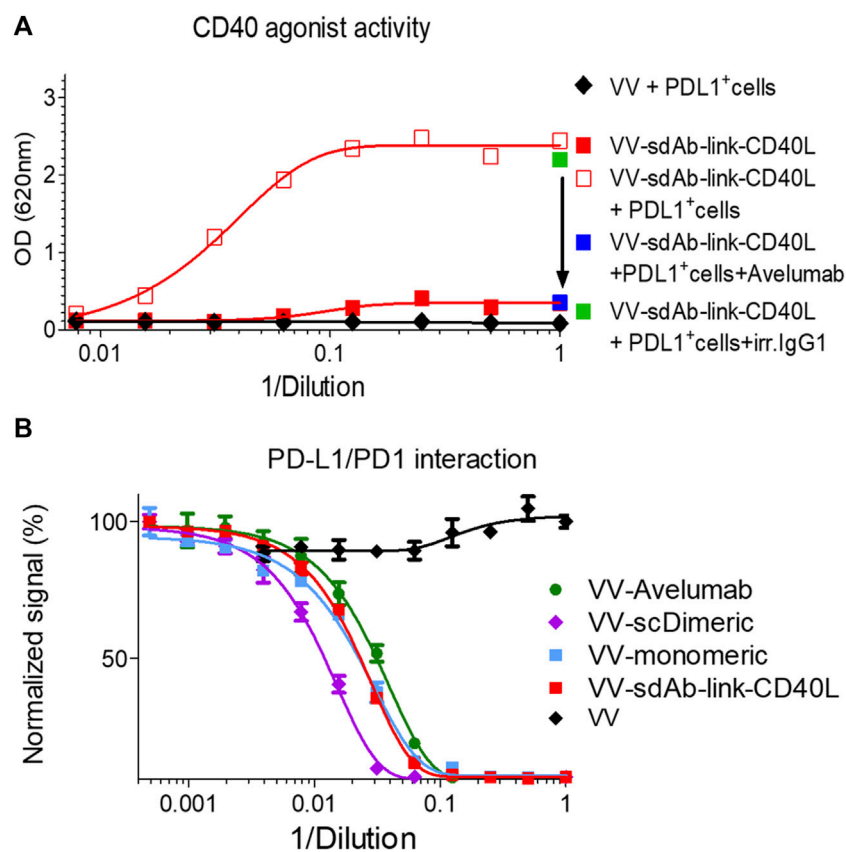 A
CD40 agonist activity
OD (620nm)
3
2
1
0
0.01
0.1
1
1/Dilution
VV + PDL1⁺cells
VV-sdAb-link-CD40L
VV-sdAb-link-CD40L
+ PDL1⁺cells
VV-sdAb-link-CD40L
+PDL1⁺cells+Avelumab
VV-sdAb-link-CD40L
+ PDL1⁺cells+irr.IgG1
B
PD-L1/PD1 interaction
Normalized signal (%)
100
50
0.001
0.01
0.1
1
1/Dilution
VV-Avelumab
VV-scDimeric
VV-monomeric
VV-sdAb-link-CD40L
VV